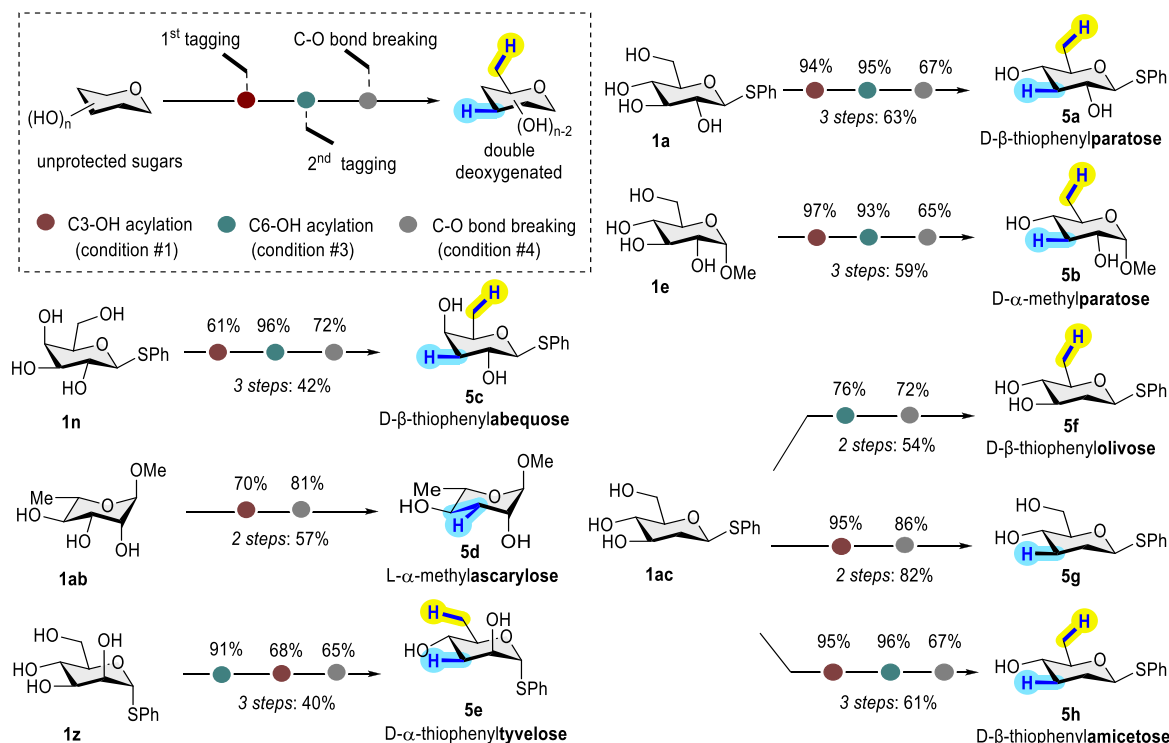 1st tagging
C-O bond breaking
H
H
(HO)n
(OH)n-2
unprotected sugars
2nd tagging
double
deoxygenated
C3-OH acylation
(condition #1)
C6-OH acylation
(condition #3)
C-O bond breaking
(condition #4)
HO
HO
HO
O
OH
SPh
1a
94% 95% 67%
3 steps: 63%
H
HO
H
O
OH
SPh
5a
D-β-thiophenylparatose
HO
HO
HO
O
OH
OMe
1e
97% 93% 65%
3 steps: 59%
H
HO
H
O
OH
OMe
5b
D-α-methylparatose
OH
OH
O
SPh
HO
OH
1n
61% 96% 72%
3 steps: 42%
OH
H
H
O
SPh
OH
5c
D-β-thiophenylabequose
OMe
Me
O
HO
HO
OH
1ab
70% 81%
2 steps: 57%
OMe
Me
O
HO
H
OH
5d
L-α-methylascarylose
HO
OH
HO
HO
O
SPh
1z
91% 68% 65%
3 steps: 40%
H
OH
HO
H
O
SPh
5e
D-α-thiophenyltyvelose
HO
HO
HO
O
SPh
1ac
76% 72%
2 steps: 54%
H
HO
HO
O
SPh
5f
D-β-thiophenylolivose
95% 86%
2 steps: 82%
HO
HO
H
O
SPh
5g
95% 96% 67%
3 steps: 61%
H
HO
H
O
SPh
5h
D-β-thiophenylamicetose